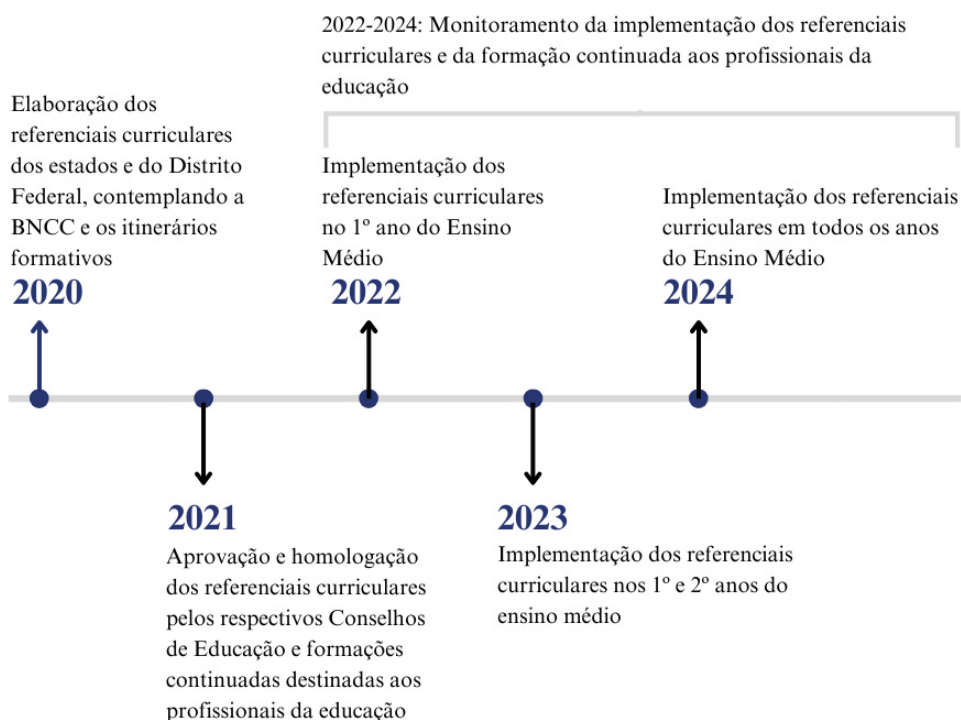 2022-2024: Monitoramento da implementação dos referenciais
curriculares e da formação continuada aos profissionais da
educação
Elaboração dos
referenciais curriculares
dos estados e do Distrito
Federal, contemplando a
BNCC e os itinerários
formativos
2020
Implementação dos
referenciais curriculares
no 1º ano do Ensino
Médio
2022
Implementação dos referenciais
curriculares em todos os anos
do Ensino Médio
2024
2021
Aprovação e homologação
dos referenciais curriculares
pelos respectivos Conselhos
de Educação e formações
continuadas destinadas aos
profissionais da educação
2023
Implementação dos referenciais
curriculares nos 1º e 2º anos do
ensino médio